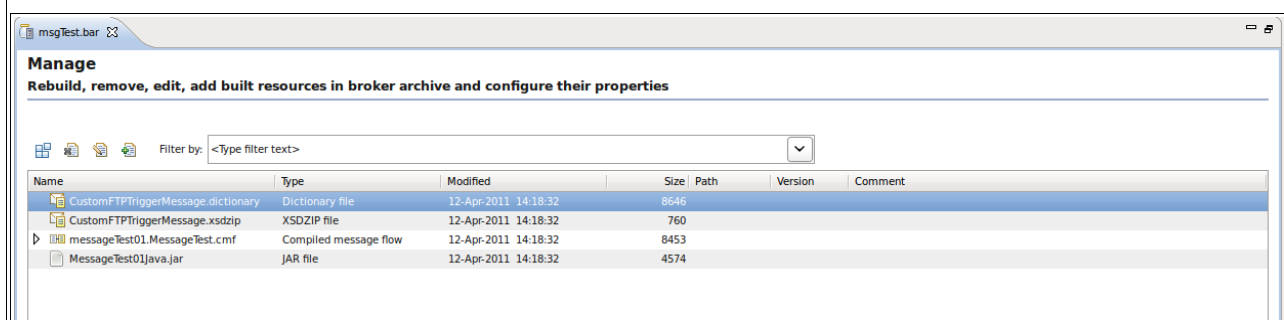 msgTest.bar
Manage
Rebuild, remove, edit, add built resources in broker archive and configure their properties
Filter by: <Type filter text>
Name Type Modified Size Path Version Comment
CustomFTPTriggerMessage.dictionary Dictionary file 12-Apr-2011 14:18:32 8646
CustomFTPTriggerMessage.xsdzip XSDZIP file 12-Apr-2011 14:18:32 760
messageTest01.MessageTest.cmf Compiled message flow 12-Apr-2011 14:18:32 8453
MessageTest01Java.jar JAR file 12-Apr-2011 14:18:32 4574